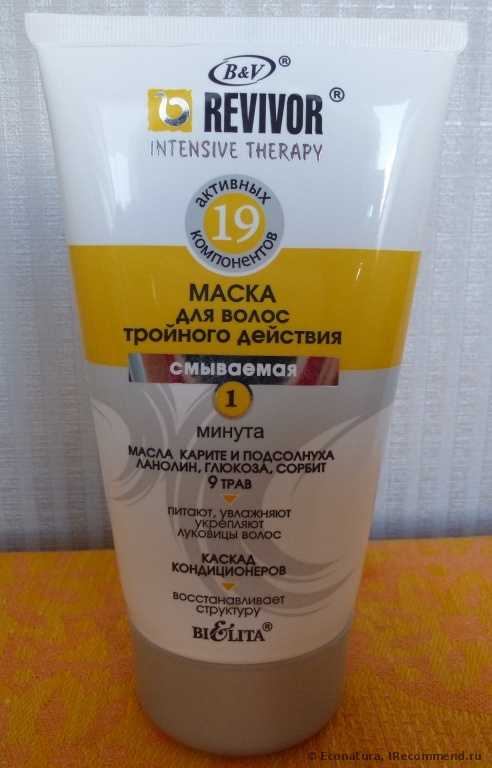 B&V®
REVIVOR®
INTENSIVE THERAPY
активных
19
компонентов
МАСКА
для волос
тройного действия
смываемая
1
минута
МАСЛА КАРИТЕ И ПОДСОЛНУХА
ЛАНОЛИН, ГЛЮКОЗА, СОРБИТ
9 ТРАВ
питают, увлажняют
укрепляют
луковицы волос
КАСКАД
КОНДИЦИОНЕРОВ
восстанавливает
структуру
BIELITA®
© EcoNatura, IRecommend.ru